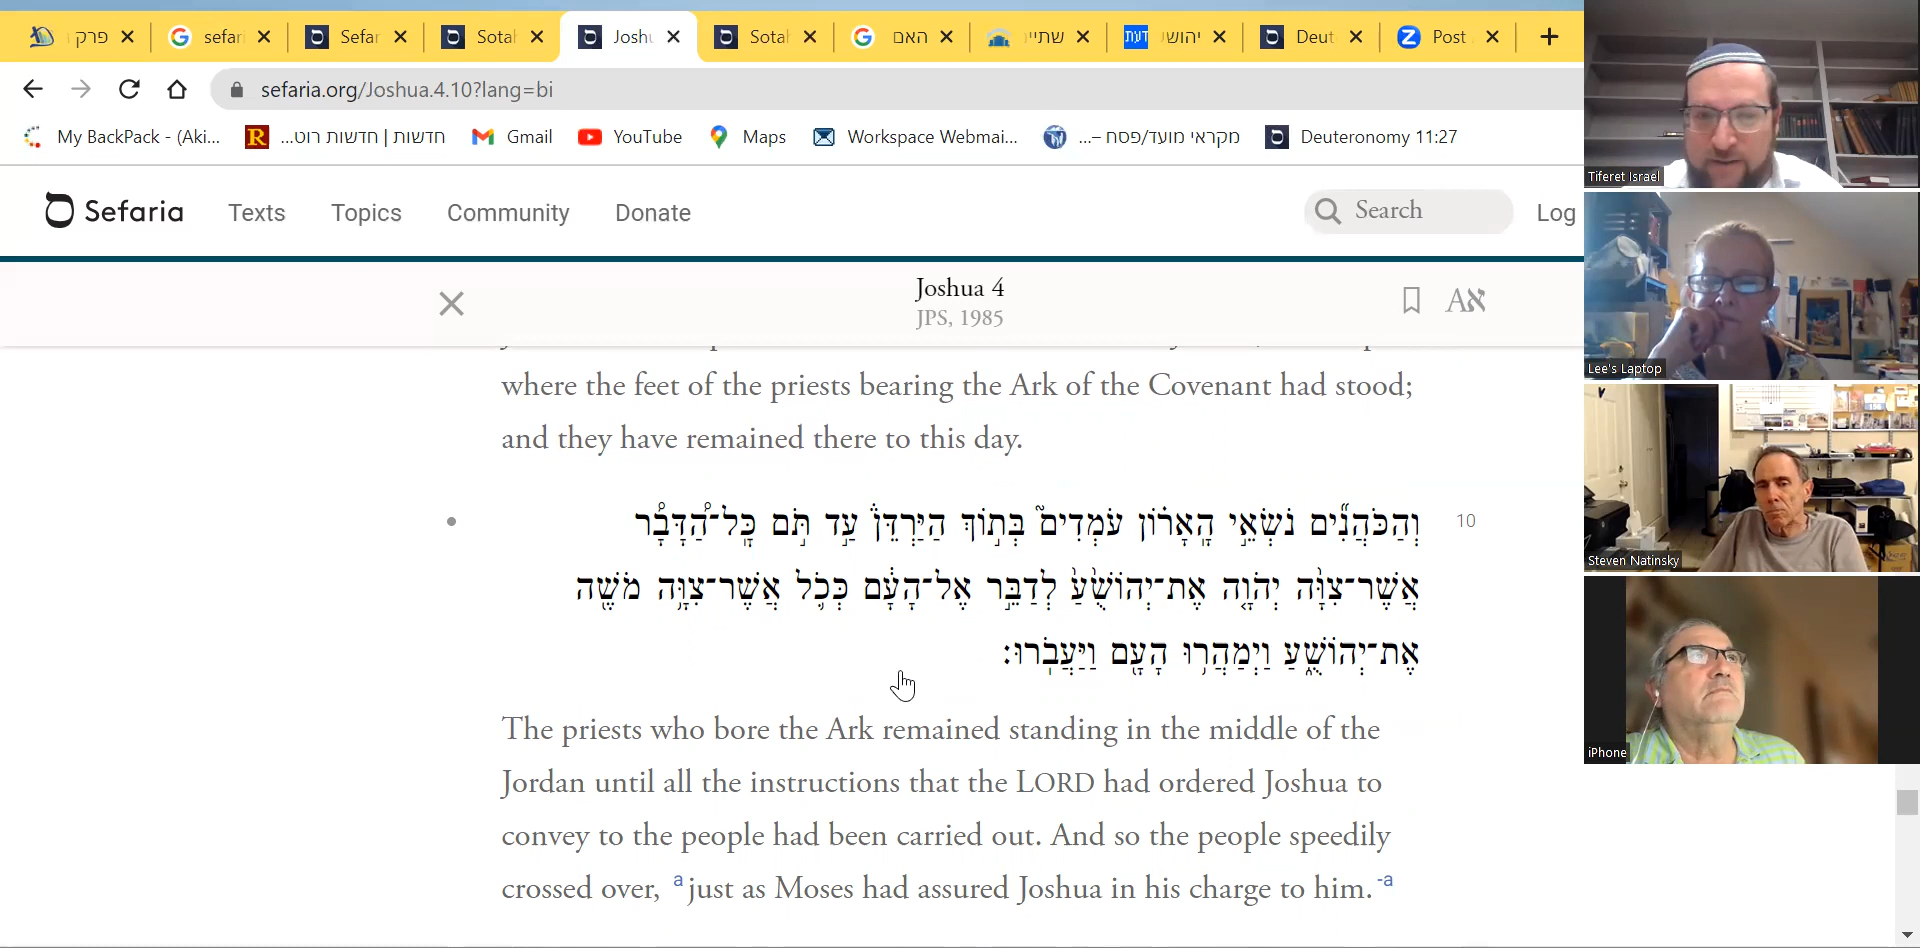 פרק
sefari
Sefar
Sotah
Joshu
Sotah
האם
שתיי
דעת יהוש
Deut
Post
sefaria.org/Joshua.4.10?lang=bi
My BackPack - (Aki...
חדשות | חדשות רוט...
Gmail
YouTube
Maps
Workspace Webmai...
מקראי מועד/פסח –...
Deuteronomy 11:27
Sefaria
Texts
Topics
Community
Donate
Search
Log
Joshua 4
JPS, 1985
where the feet of the priests bearing the Ark of the Covenant had stood;
and they have remained there to this day.
10
וְהַכֹּהֲנִ֞ים נֹשְׂאֵ֣י הָאָר֗וֹן עֹמְדִים֮ בְּת֣וֹךְ הַיַּרְדֵּן֒ עַ֣ד תֹּ֣ם כׇּֽל־הַ֠דָּבָ֠ר
אֲשֶׁר־צִוָּ֨ה יְהֹוָ֤ה אֶת־יְהוֹשֻׁ֙עַ֙ לְדַבֵּ֣ר אֶל־הָעָ֔ם כְּכֹ֛ל אֲשֶׁר־צִוָּ֥ה מֹשֶׁ֖ה
אֶת־יְהוֹשֻׁ֑עַ וַיְמַהֲר֥וּ הָעָ֖ם וַֽיַּעֲבֹֽרוּ׃
The priests who bore the Ark remained standing in the middle of the
Jordan until all the instructions that the LORD had ordered Joshua to
convey to the people had been carried out. And so the people speedily
crossed over, a just as Moses had assured Joshua in his charge to him. -a
Tiferet Israel
Lee's Laptop
Steven Natinsky
iPhone